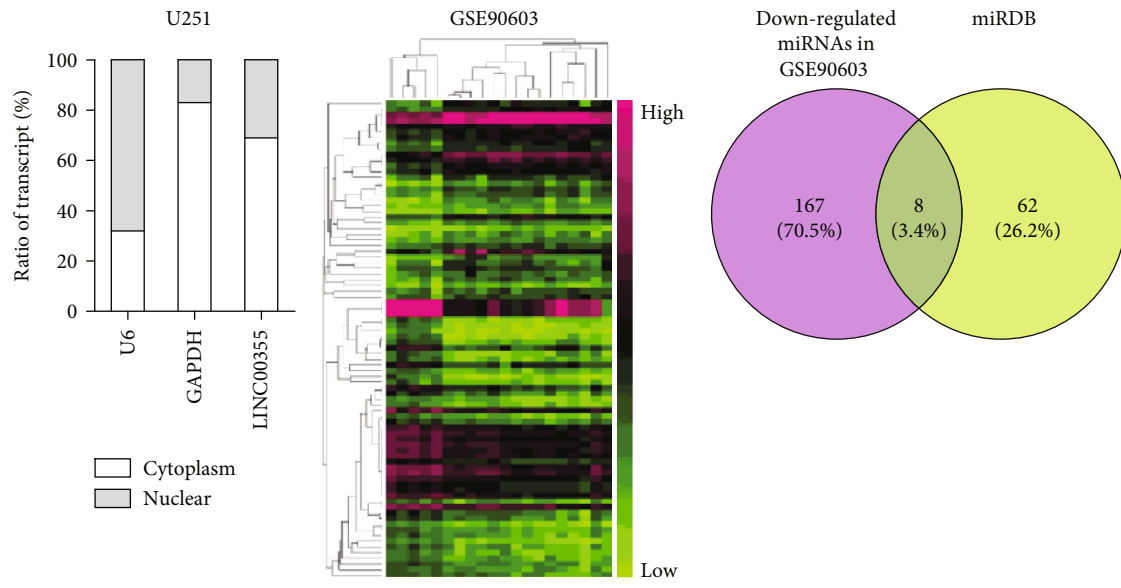 U251
Ratio of transcript (%)
100
80
60
40
20
0
U6
GAPDH
LINC00355
Cytoplasm
Nuclear
GSE90603
High
Low
Down-regulated
miRNAs in
GSE90603
miRDB
167
(70.5%)
8
(3.4%)
62
(26.2%)